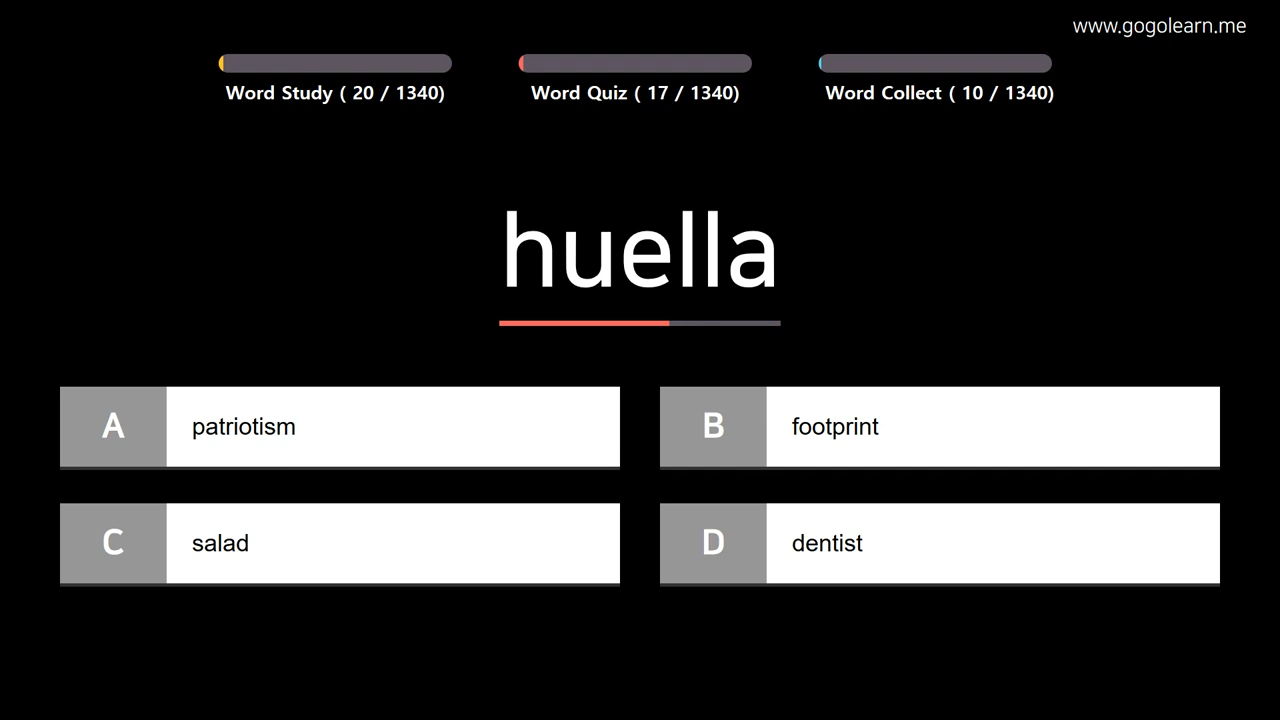 www.gogolearn.me
Word Study ( 20 / 1340)
Word Quiz ( 17 / 1340)
Word Collect ( 10 / 1340)
huella
A patriotism
B footprint
C salad
D dentist